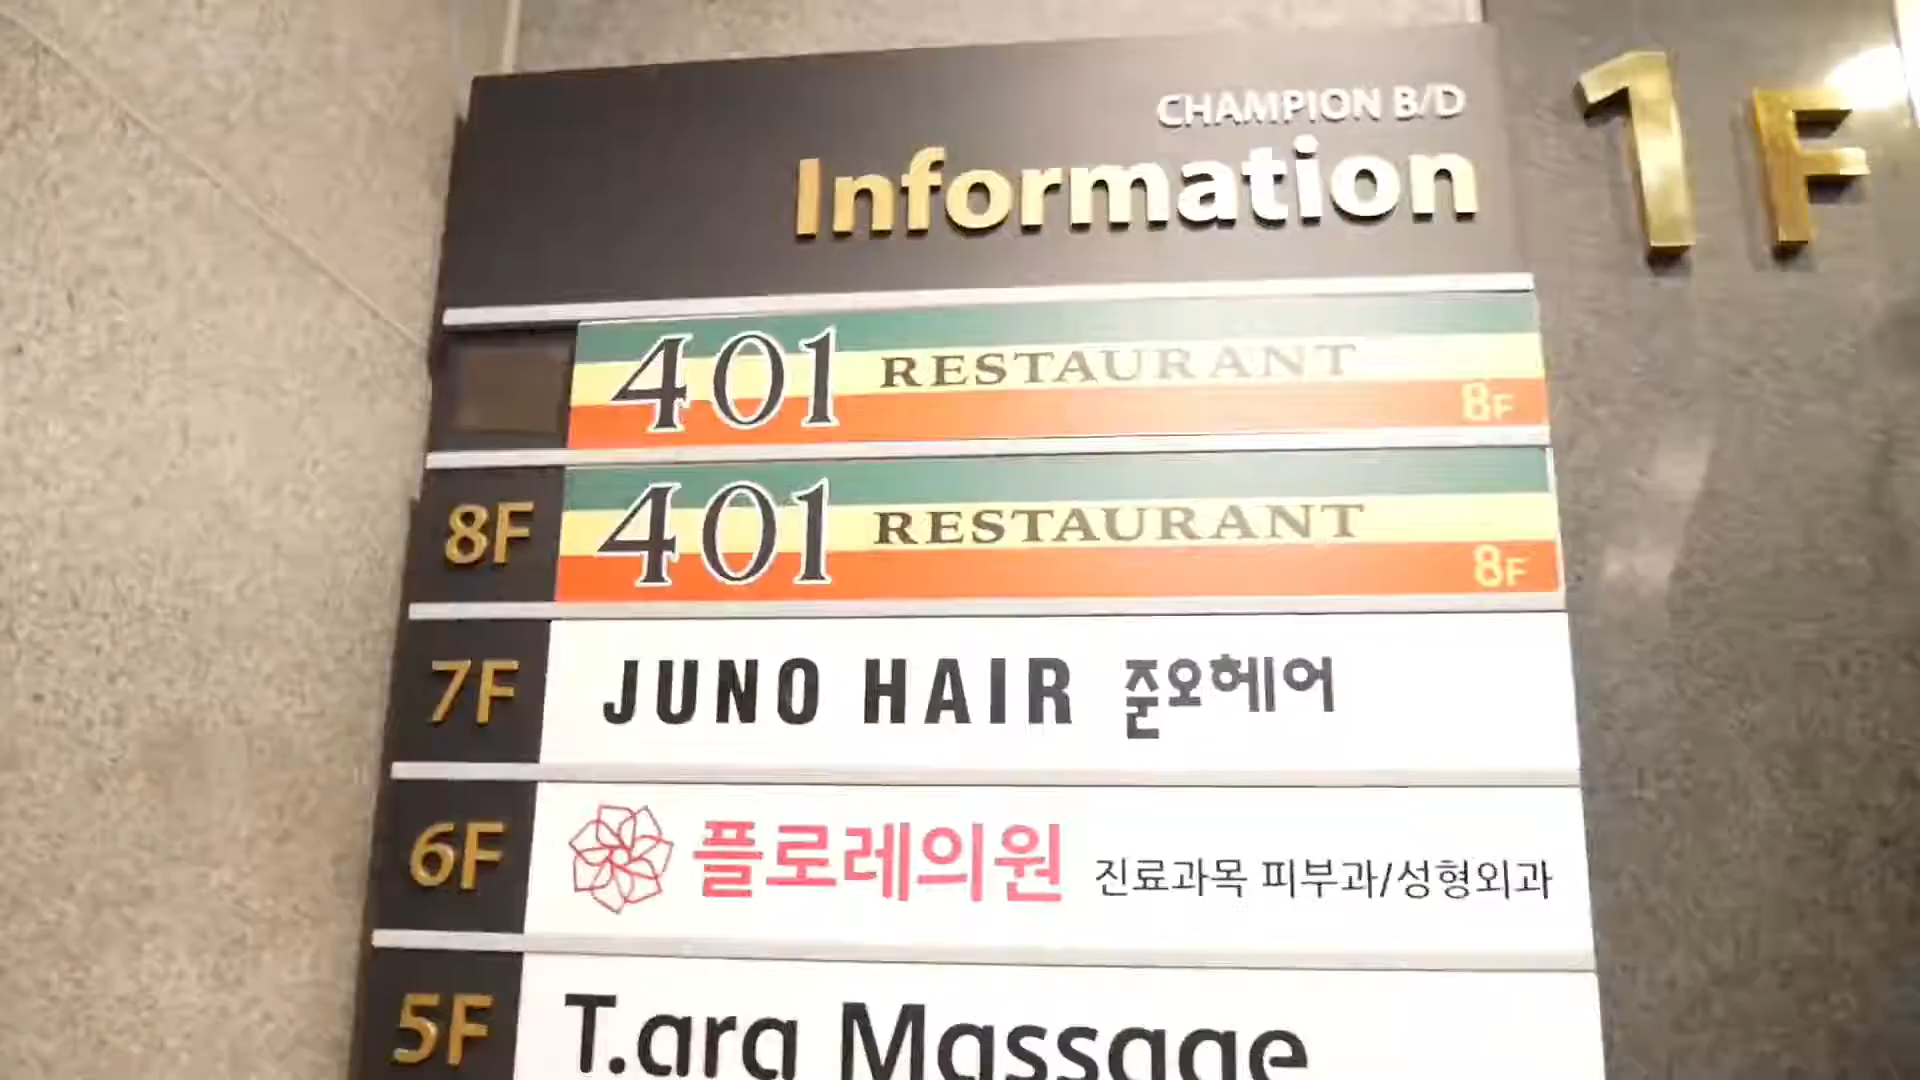 CHAMPION B/D
Information
1F
401 RESTAURANT
8F
8F
401 RESTAURANT
8F
7F
JUNO HAIR 준오헤어
6F
플로레의원 진료과목 피부과/성형외과
5F
T.ara Massage